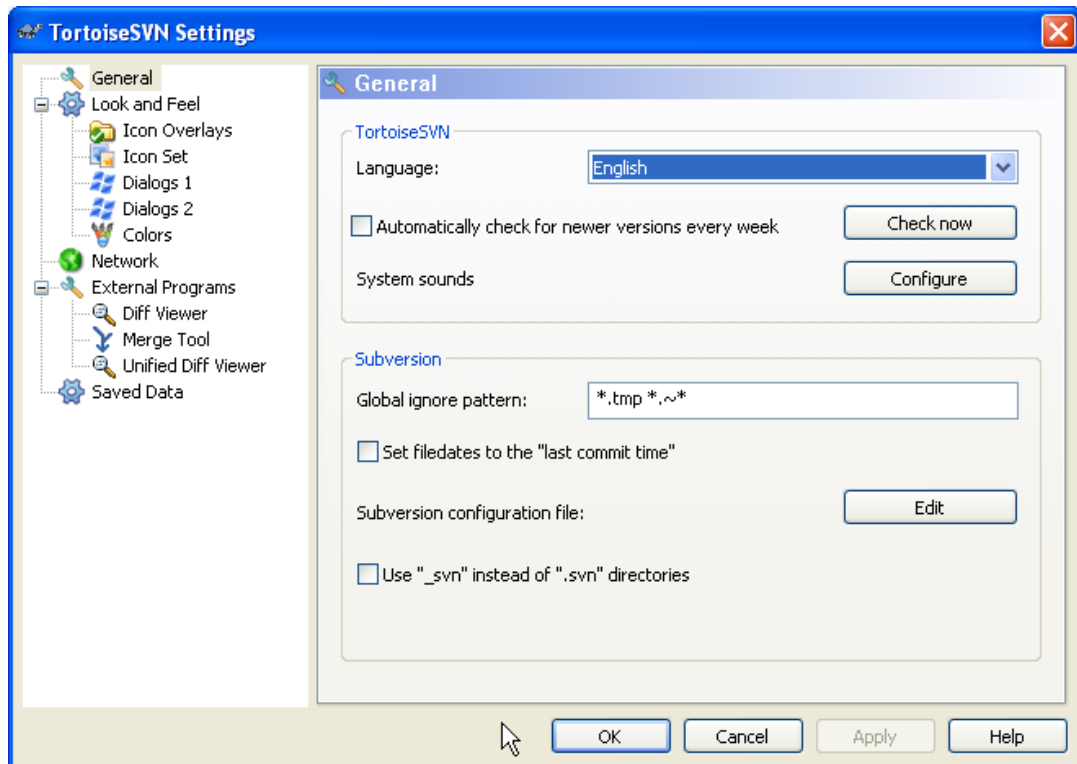 TortoiseSVN Settings
General
Look and Feel
Icon Overlays
Icon Set
Dialogs 1
Dialogs 2
Colors
Network
External Programs
Diff Viewer
Merge Tool
Unified Diff Viewer
Saved Data
General
TortoiseSVN
Language: English
Automatically check for newer versions every week Check now
System sounds Configure
Subversion
Global ignore pattern: *.tmp *.~*
Set filedates to the "last commit time"
Subversion configuration file: Edit
Use "_svn" instead of ".svn" directories
OK Cancel Apply Help